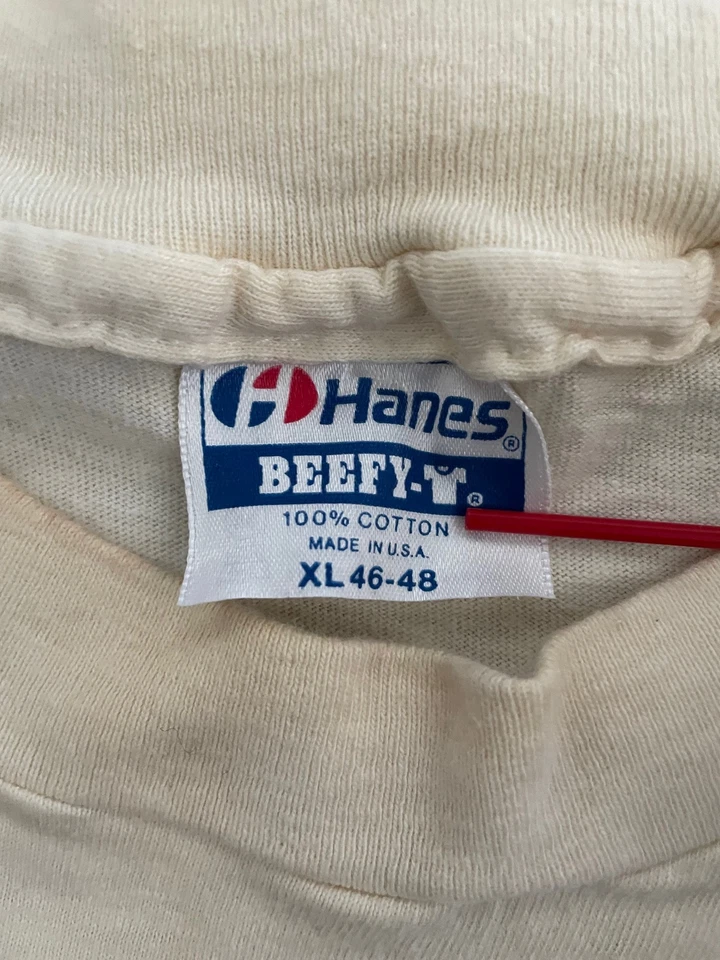 Hanes®
BEEFY-T®
100% COTTON
MADE IN U.S.A.
XL 46-48